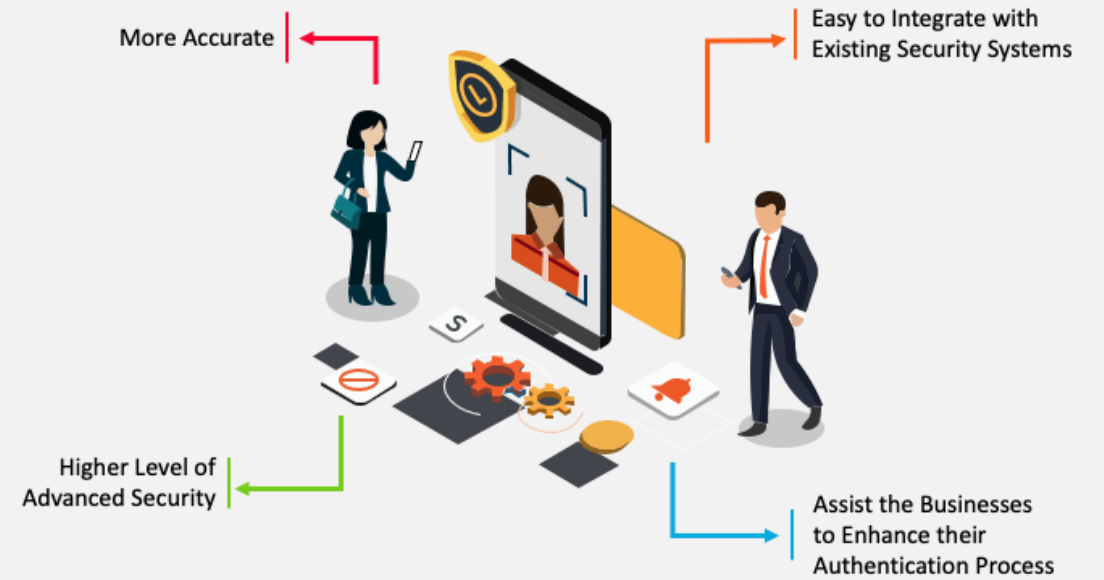 More Accurate
Easy to Integrate with
Existing Security Systems
S
Higher Level of
Advanced Security
Assist the Businesses
to Enhance their
Authentication Process